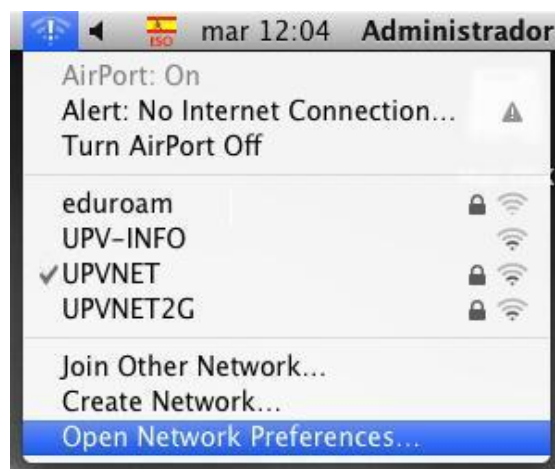 ISO mar 12:04 Administrador
AirPort: On
Alert: No Internet Connection...
Turn AirPort Off
eduroam
UPV-INFO
UPVNET
UPVNET2G
Join Other Network...
Create Network...
Open Network Preferences...